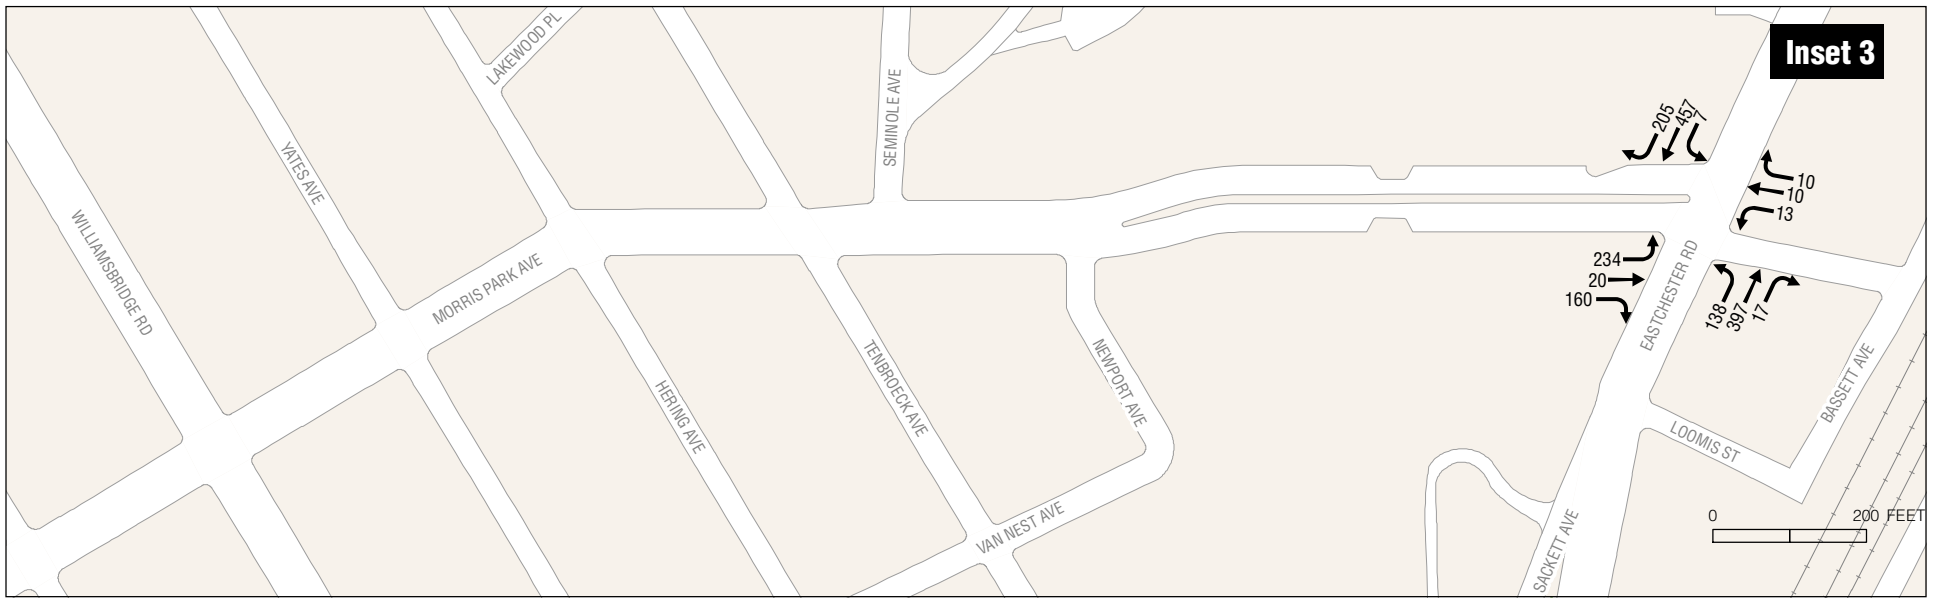 LAKEWOOD PL
Inset 3
SEMINOLE AVE
205
457
7
YATES AVE
10
10
13
WILLIAMSBRIDGE RD
MORRIS PARK AVE
234
20
160
EASTCHESTER RD
138
397
17
HERING AVE
TENBROECK AVE
NEWPORT AVE
BASSETT AVE
LOOMIS ST
VAN NEST AVE
SACKETT AVE
0 200 FEET